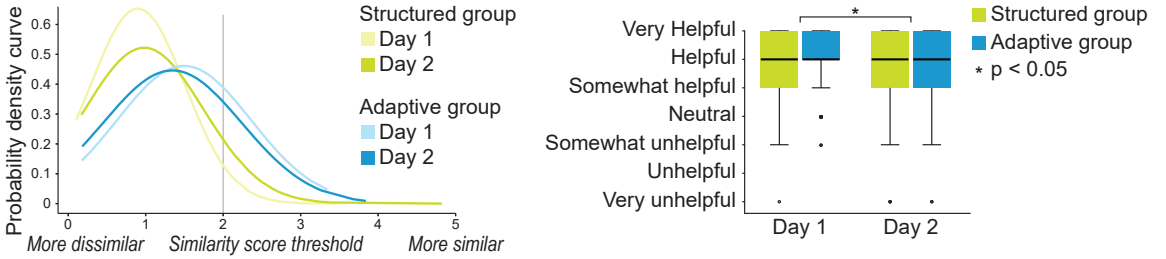 Probability density curve
0.6
0.5
0.4
0.3
0.2
0.1
0
0 1 2 3 4 5
More dissimilar Similarity score threshold More similar
Structured group
Day 1
Day 2
Adaptive group
Day 1
Day 2
Very Helpful
Helpful
Somewhat helpful
Neutral
Somewhat unhelpful
Unhelpful
Very unhelpful
*
Day 1 Day 2
Structured group
Adaptive group
* p < 0.05